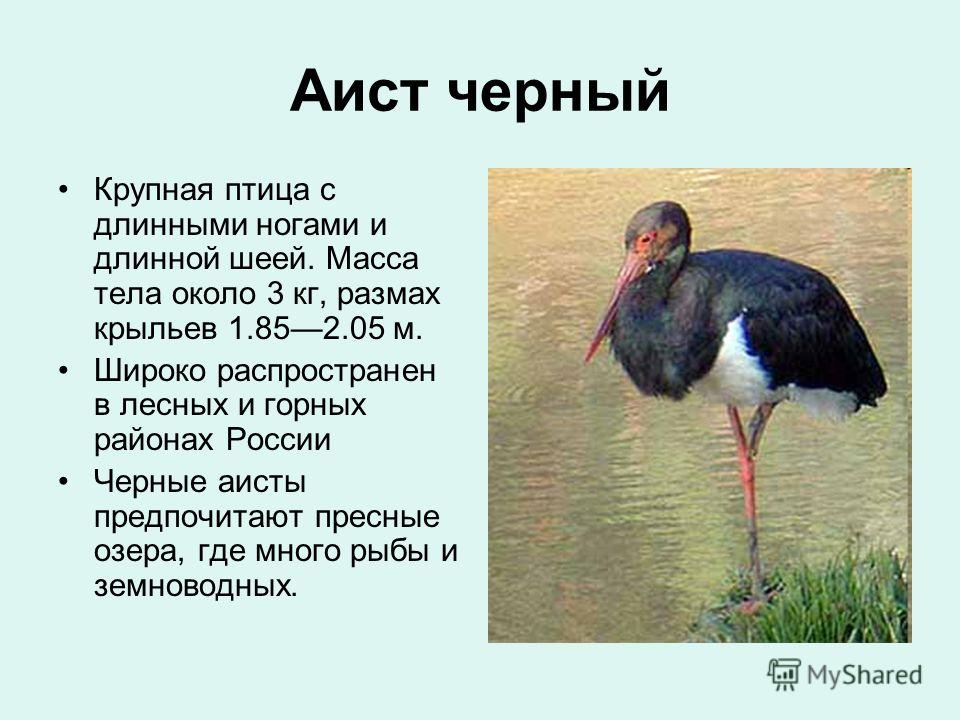 Аист черный
• Крупная птица с
длинными ногами и
длинной шеей. Масса
тела около 3 кг, размах
крыльев 1.85—2.05 м.
• Широко распространен
в лесных и горных
районах России
• Черные аисты
предпочитают пресные
озера, где много рыбы и
земноводных.
MyShared